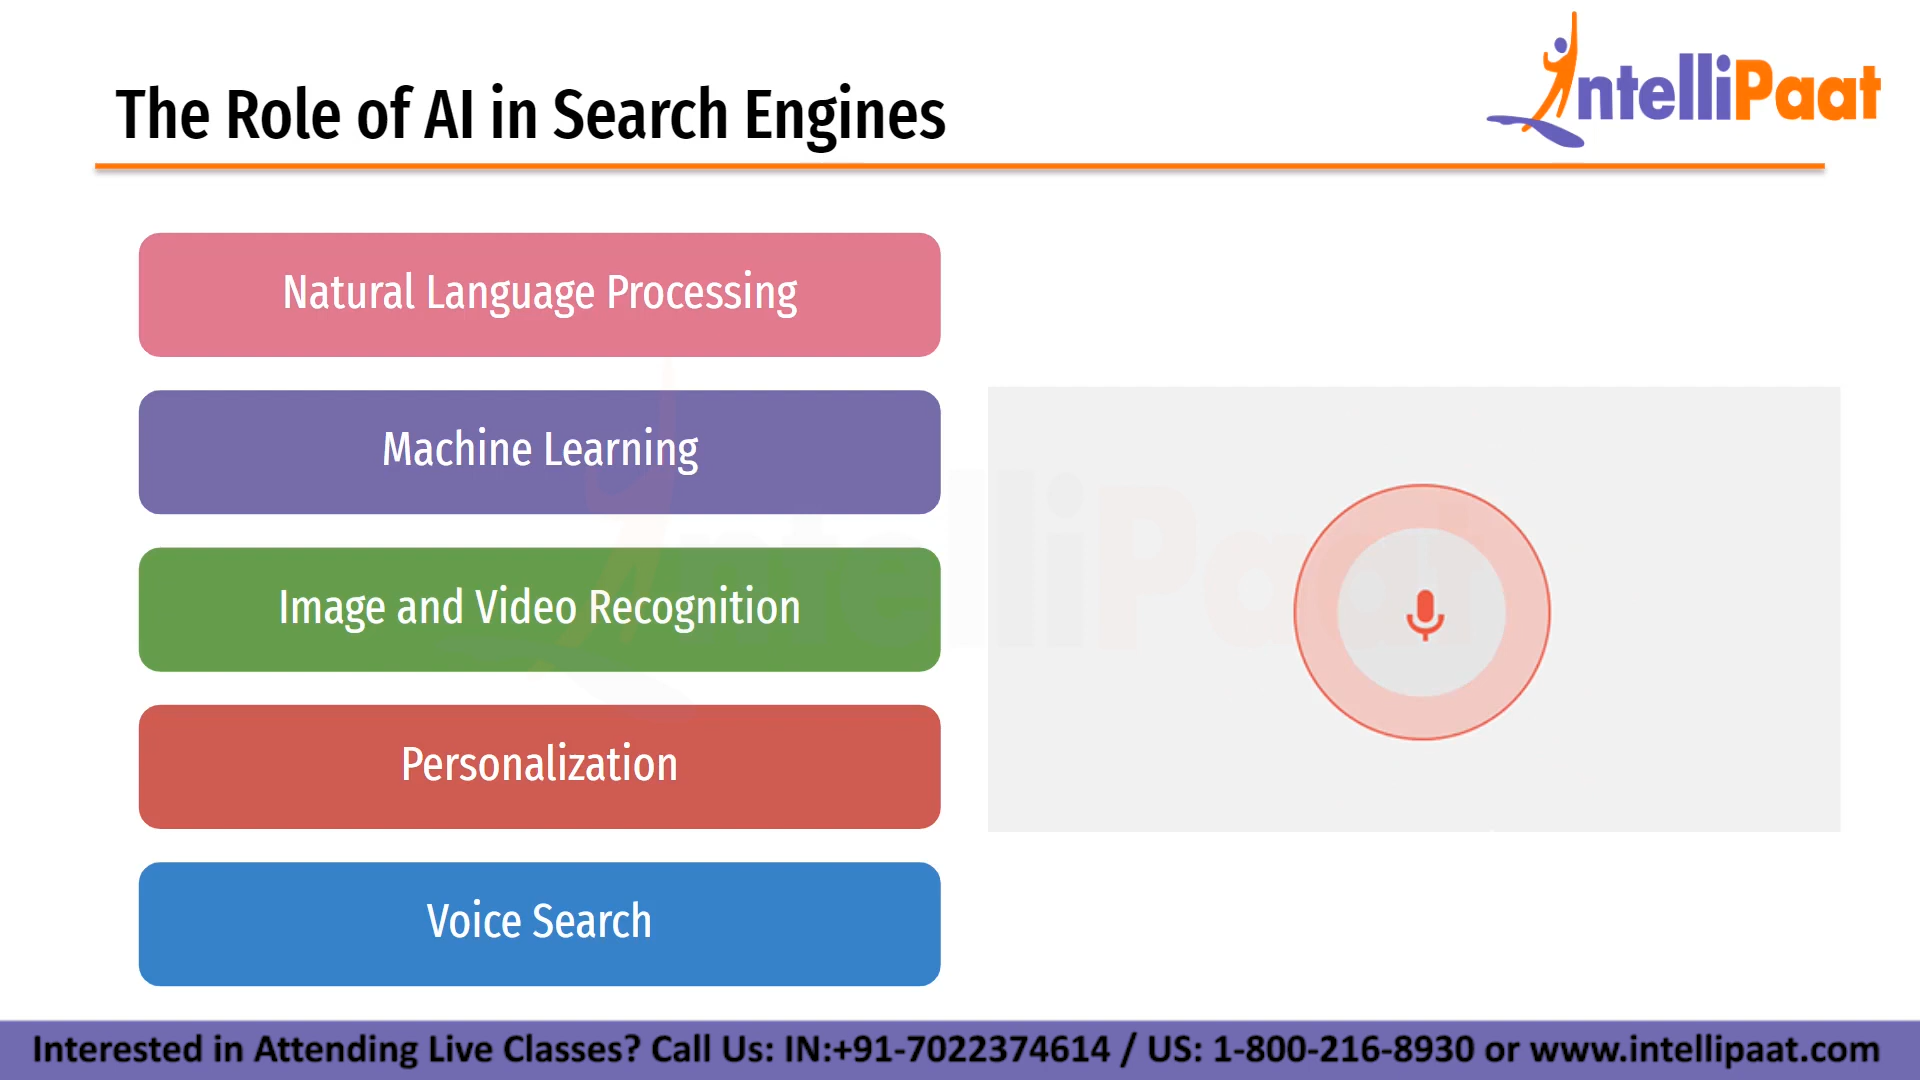 The Role of AI in Search Engines
IntelliPaat
Natural Language Processing
Machine Learning
Image and Video Recognition
Personalization
Voice Search
IntelliPaat
Interested in Attending Live Classes? Call Us: IN:+91-7022374614 / US: 1-800-216-8930 or www.intellipaat.com